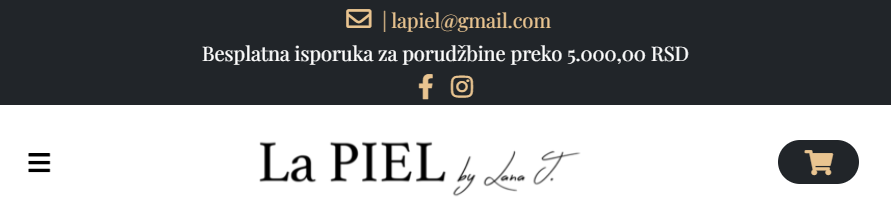 | lapiel@gmail.com
Besplatna isporuka za porudžbine preko 5.000,00 RSD
La PIEL by Lana J.